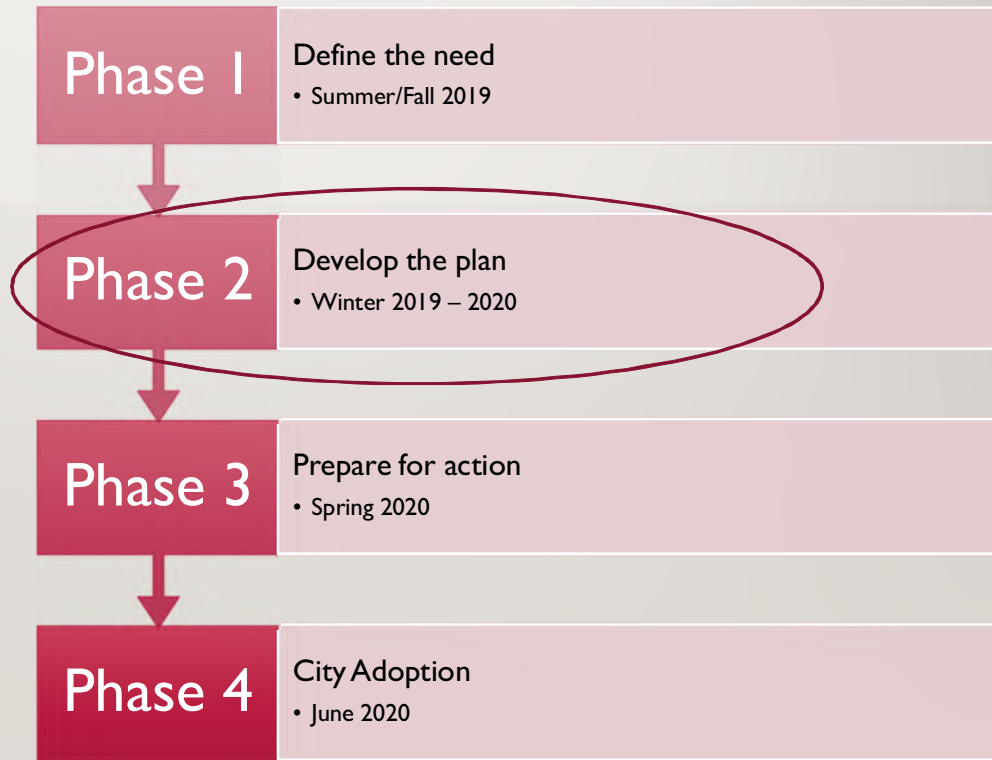 Phase 1
Define the need
• Summer/Fall 2019
Phase 2
Develop the plan
• Winter 2019 – 2020
Phase 3
Prepare for action
• Spring 2020
Phase 4
City Adoption
• June 2020